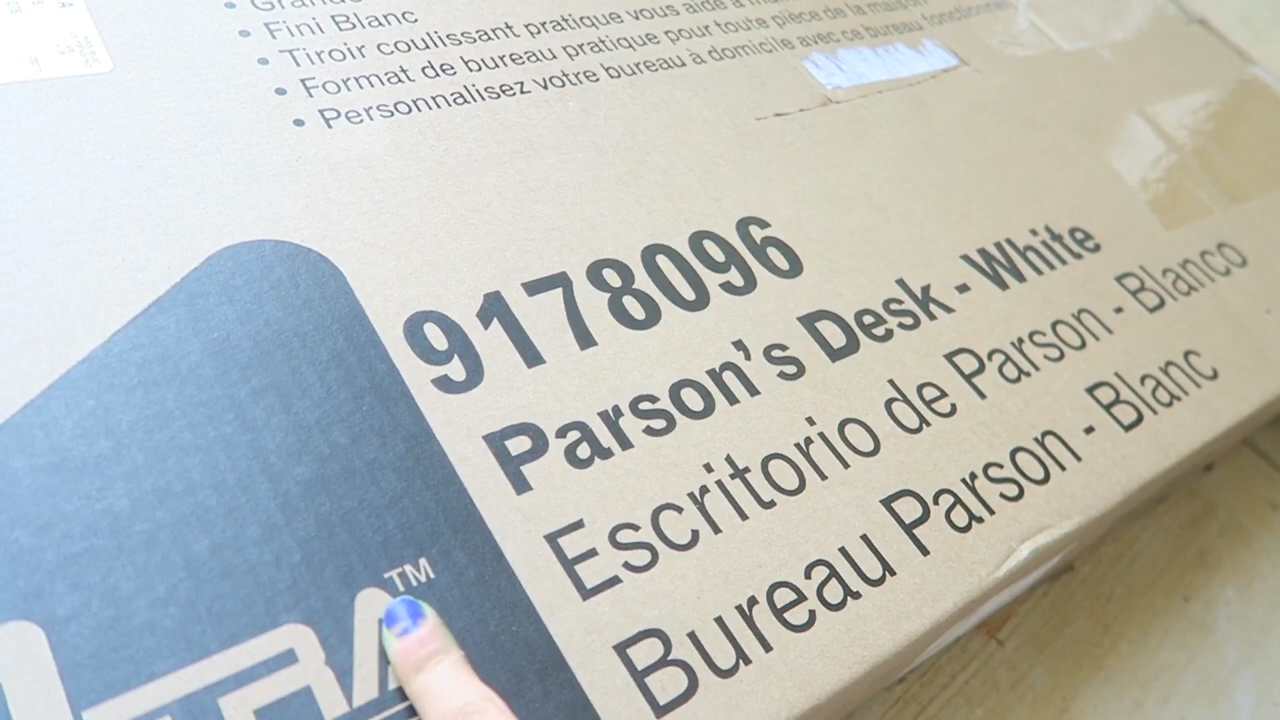 • Fini Blanc
• Tiroir coulissant pratique vous aide à
• Format de bureau pratique pour toute pièce de la maison
• Personnalisez votre bureau à domicile avec ce bureau fonctionnel
9178096
Parson's Desk - White
Escritorio de Parson - Blanco
Bureau Parson - Blanc
TM